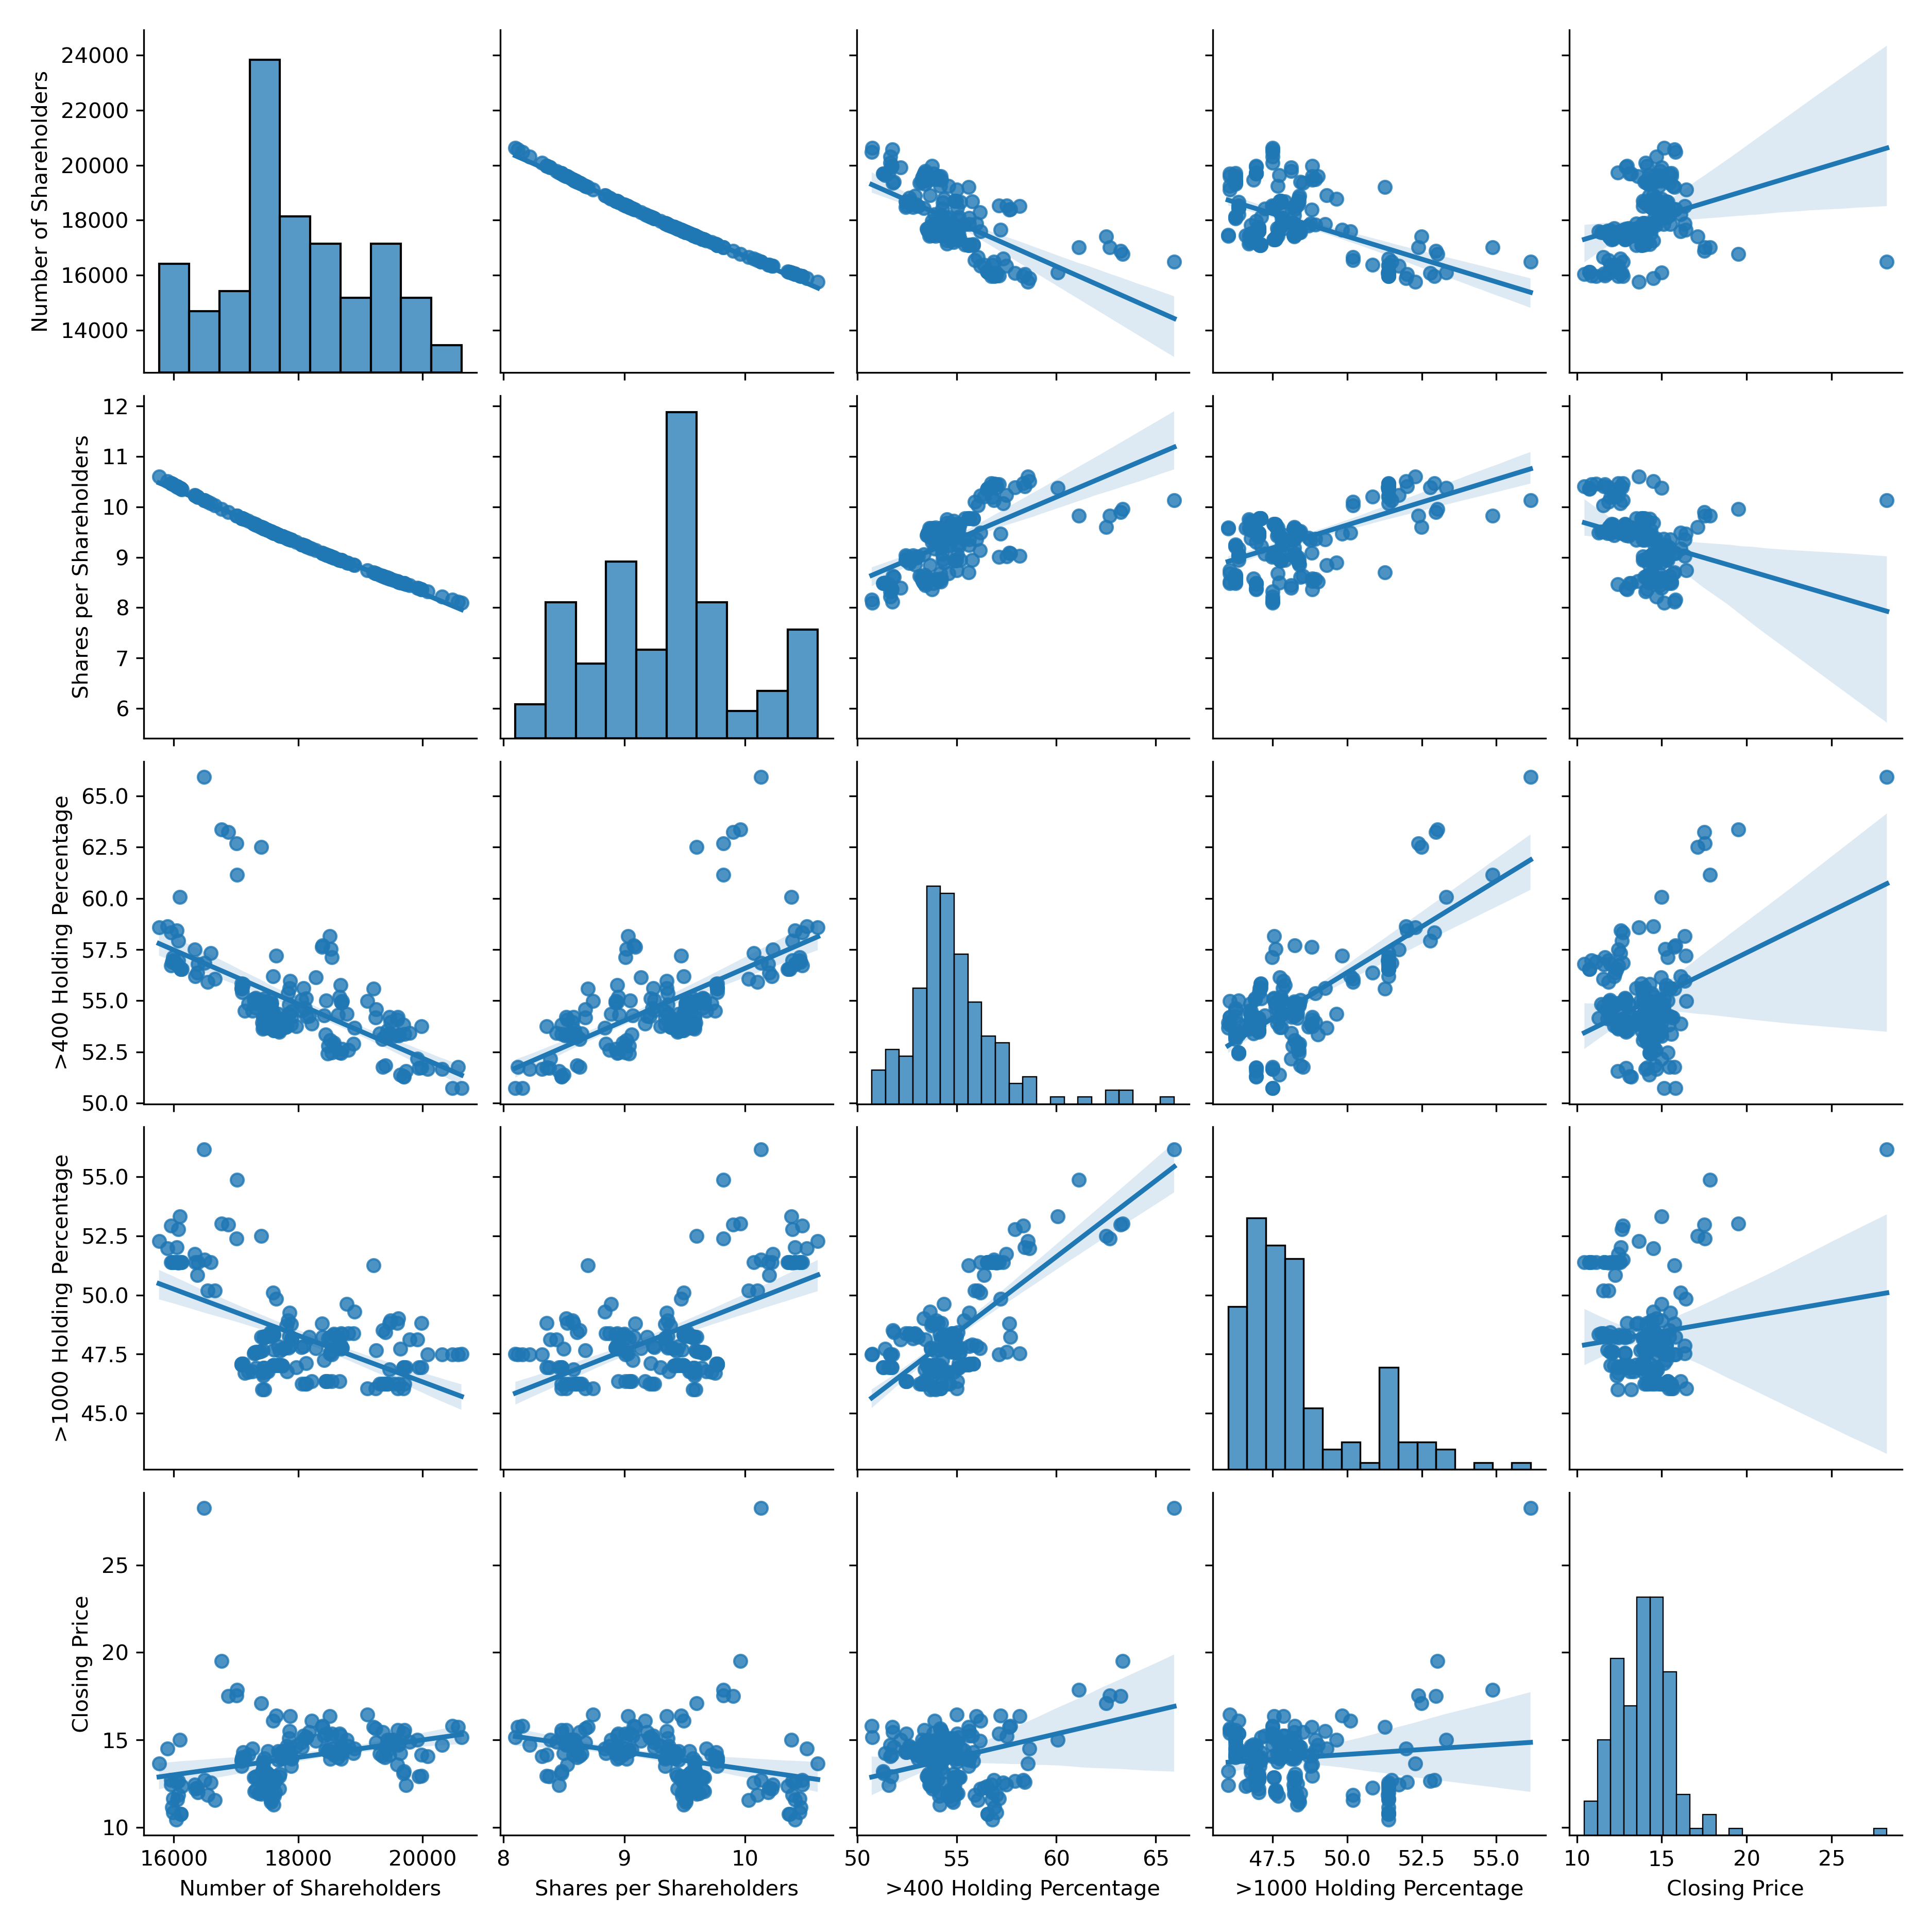 24000
22000
20000
18000
16000
14000
Number of Shareholders
12
11
10
9
8
7
6
Shares per Shareholders
65.0
62.5
60.0
57.5
55.0
52.5
50.0
>400 Holding Percentage
55.0
52.5
50.0
47.5
45.0
>1000 Holding Percentage
25
20
15
10
Closing Price
16000 18000 20000
Number of Shareholders
8 9 10
Shares per Shareholders
50 55 60 65
>400 Holding Percentage
47.5 50.0 52.5 55.0
>1000 Holding Percentage
10 15 20 25
Closing Price